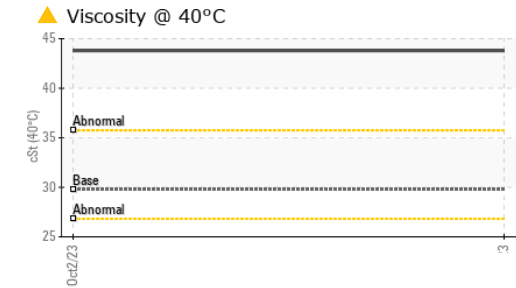 Viscosity @ 40°C
45
40
35
30
25
cSt (40°C)
Abnormal
Base
Abnormal
Oct2/23